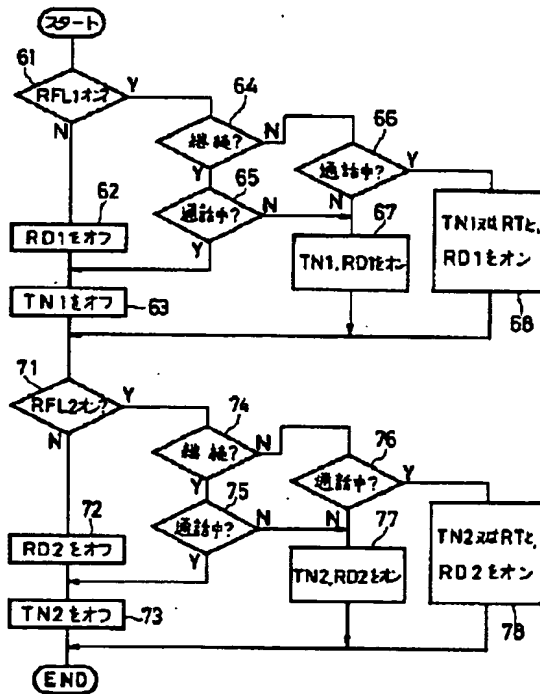 スタート
61
RFL1オン?
Y
N
64
継続?
N
Y
65
通話中?
N
Y
66
通話中?
Y
N
62
RD1をオフ
67
TN1,RD1をオン
TN1又はRTと,
RD1をオン
68
TN1をオフ
63
71
RFL2オン?
Y
N
74
継続?
N
Y
75
通話中?
N
Y
76
通話中?
Y
N
72
RD2をオフ
77
TN2,RD2をオン
TN2又はRTと,
RD2をオン
78
TN2をオフ
73
END